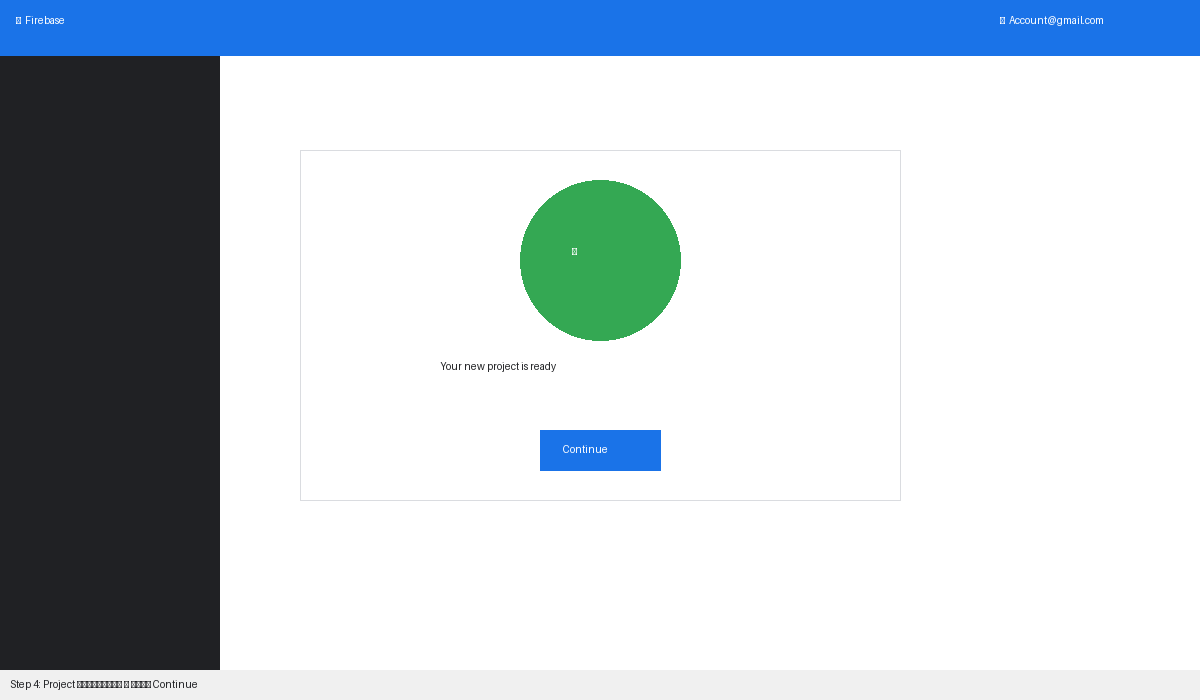 Firebase
Account@gmail.com
Your new project is ready
Continue
Step 4: Project Continue